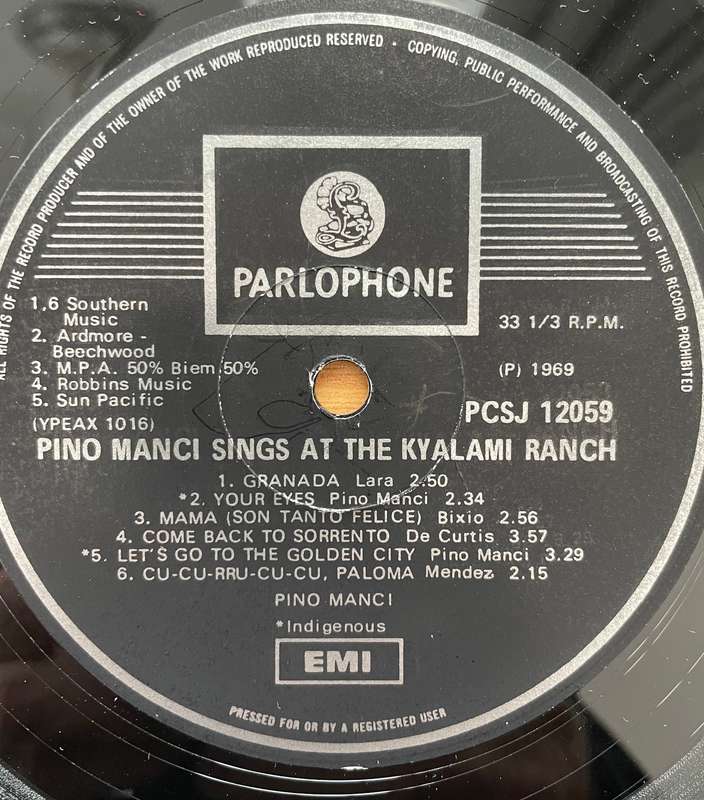 ALL RIGHTS OF THE RECORD PRODUCER AND OF THE OWNER OF THE WORK REPRODUCED RESERVED · COPYING, PUBLIC PERFORMANCE AND BROADCASTING OF THIS RECORD PROHIBITED
£
PARLOPHONE
1,6 Southern
Music
2. Ardmore -
Beechwood
3. M.P.A. 50% Biem 50%
4. Robbins Music
5. Sun Pacific
(YPEAX 1016)
33 1/3 R.P.M.
(P) 1969
PCSJ 12059
PINO MANCI SINGS AT THE KYALAMI RANCH
1. GRANADA Lara 2.50
*2. YOUR EYES Pino Manci 2.34
3. MAMA (SON TANTO FELICE) Bixio 2.56
4. COME BACK TO SORRENTO De Curtis 3.57
*5. LET'S GO TO THE GOLDEN CITY Pino Manci 3.29
6. CU-CU-RRU-CU-CU, PALOMA Mendez 2.15
PINO MANCI
*Indigenous
EMI
PRESSED FOR OR BY A REGISTERED USER